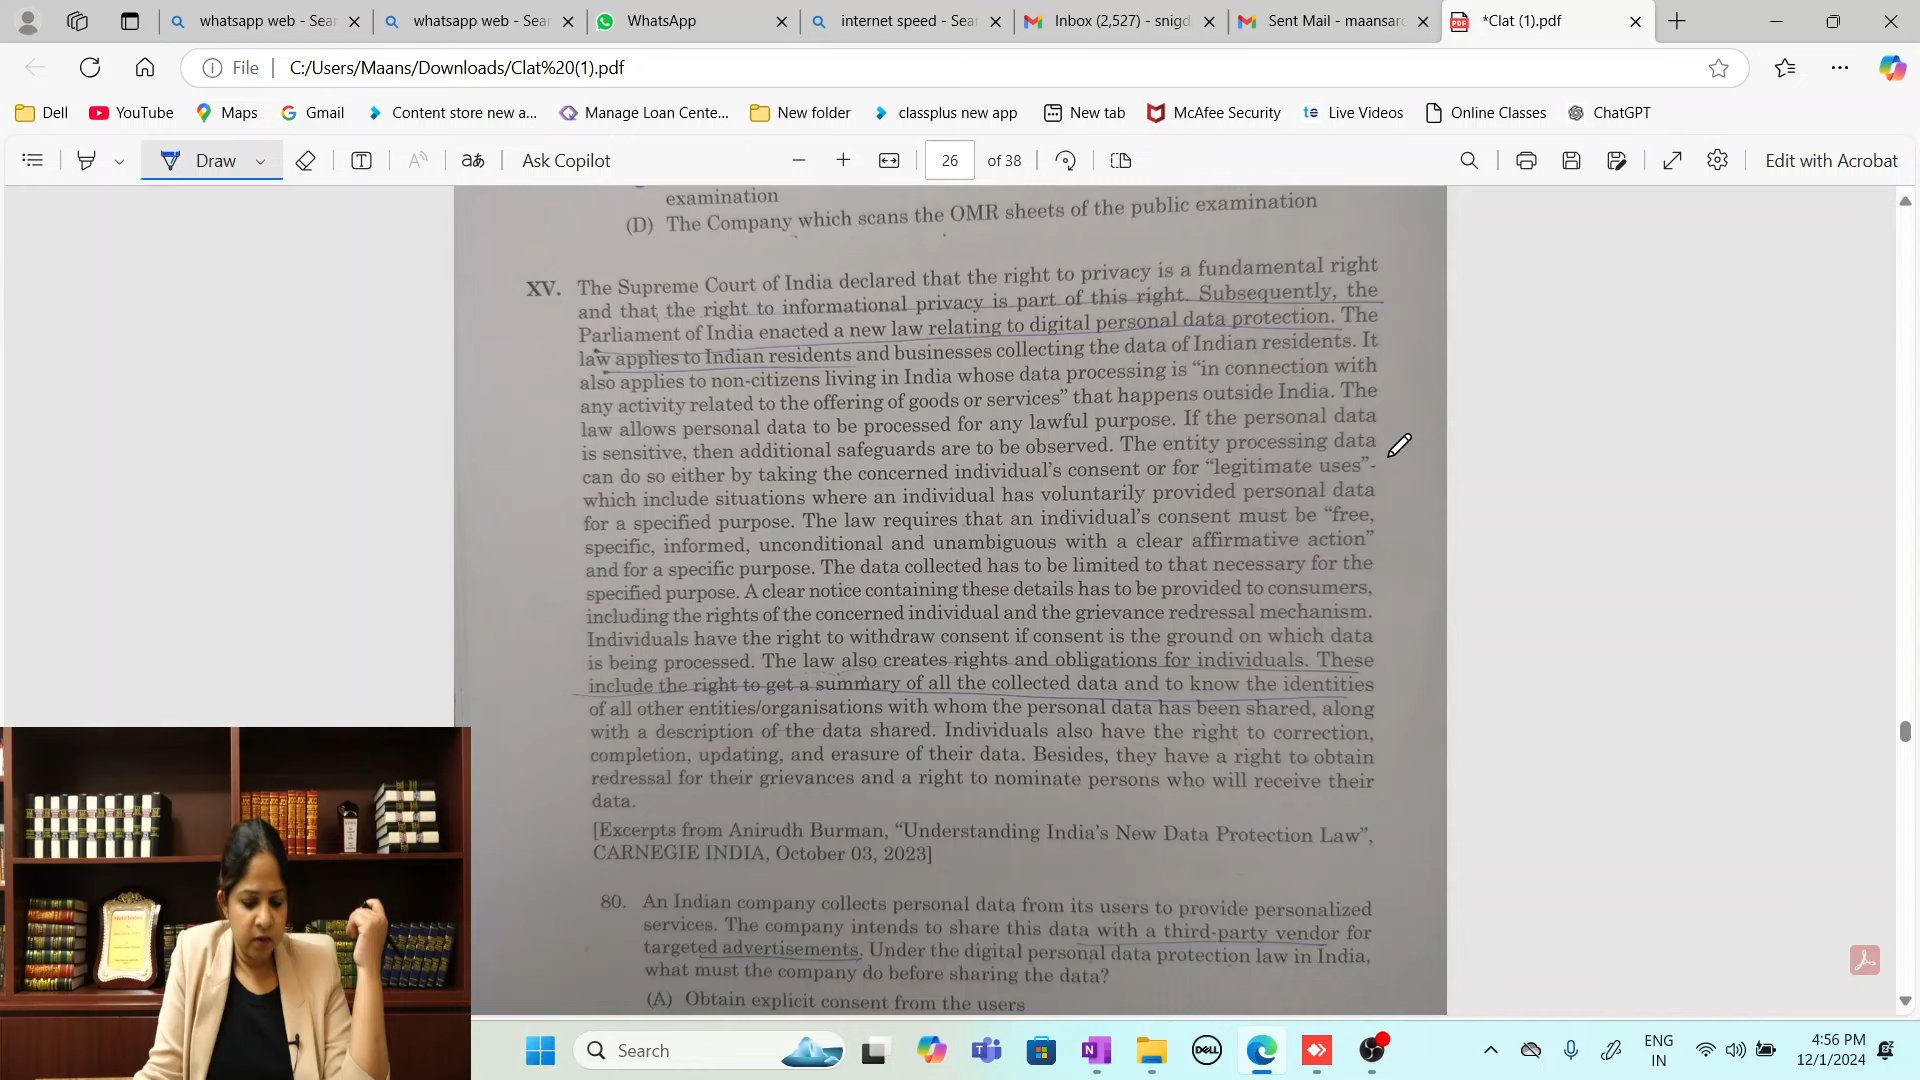 whatsapp web - Sear
whatsapp web - Sear
WhatsApp
internet speed - Sear
Inbox (2,527) - snigd
Sent Mail - maansarc
*Clat (1).pdf
File
C:/Users/Maans/Downloads/Clat%20(1).pdf
Dell
YouTube
Maps
Gmail
Content store new a...
Manage Loan Cente...
New folder
classplus new app
New tab
McAfee Security
Live Videos
Online Classes
ChatGPT
Draw
Ask Copilot
26 of 38
Edit with Acrobat
examination
(D) The Company which scans the OMR sheets of the public examination
XV. The Supreme Court of India declared that the right to privacy is a fundamental right
and that the right to informational privacy is part of this right. Subsequently, the
Parliament of India enacted a new law relating to digital personal data protection. The
law applies to Indian residents and businesses collecting the data of Indian residents. It
also applies to non-citizens living in India whose data processing is “in connection with
any activity related to the offering of goods or services” that happens outside India. The
law allows personal data to be processed for any lawful purpose. If the personal data
is sensitive, then additional safeguards are to be observed. The entity processing data
can do so either by taking the concerned individual’s consent or for “legitimate uses”-
which include situations where an individual has voluntarily provided personal data
for a specified purpose. The law requires that an individual’s consent must be “free,
specific, informed, unconditional and unambiguous with a clear affirmative action”
and for a specific purpose. The data collected has to be limited to that necessary for the
specified purpose. A clear notice containing these details has to be provided to consumers,
including the rights of the concerned individual and the grievance redressal mechanism.
Individuals have the right to withdraw consent if consent is the ground on which data
is being processed. The law also creates rights and obligations for individuals. These
include the right to get a summary of all the collected data and to know the identities
of all other entities/organisations with whom the personal data has been shared, along
with a description of the data shared. Individuals also have the right to correction,
completion, updating, and erasure of their data. Besides, they have a right to obtain
redressal for their grievances and a right to nominate persons who will receive their
data.
[Excerpts from Anirudh Burman, “Understanding India’s New Data Protection Law”,
CARNEGIE INDIA, October 03, 2023]
80. An Indian company collects personal data from its users to provide personalized
services. The company intends to share this data with a third-party vendor for
targeted advertisements. Under the digital personal data protection law in India,
what must the company do before sharing the data?
(A) Obtain explicit consent from the users
Search
DELL
ENG
IN
4:56 PM
12/1/2024